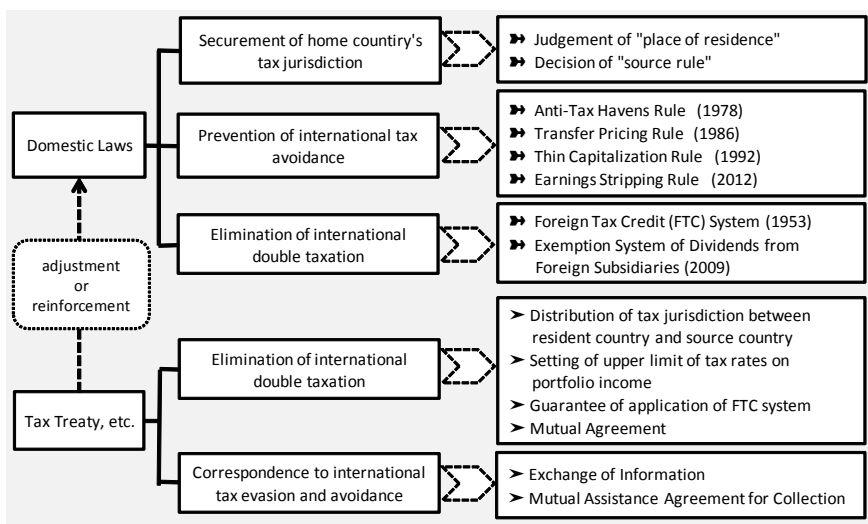 Domestic Laws
Securement of home country's
tax jurisdiction
Judgement of "place of residence"
Decision of "source rule"
Prevention of international tax
avoidance
Anti-Tax Havens Rule (1978)
Transfer Pricing Rule (1986)
Thin Capitalization Rule (1992)
Earnings Stripping Rule (2012)
Elimination of international
double taxation
Foreign Tax Credit (FTC) System (1953)
Exemption System of Dividends from
Foreign Subsidiaries (2009)
adjustment
or
reinforcement
Tax Treaty, etc.
Elimination of international
double taxation
Distribution of tax jurisdiction between
resident country and source country
Setting of upper limit of tax rates on
portfolio income
Guarantee of application of FTC system
Mutual Agreement
Correspondence to international
tax evasion and avoidance
Exchange of Information
Mutual Assistance Agreement for Collection